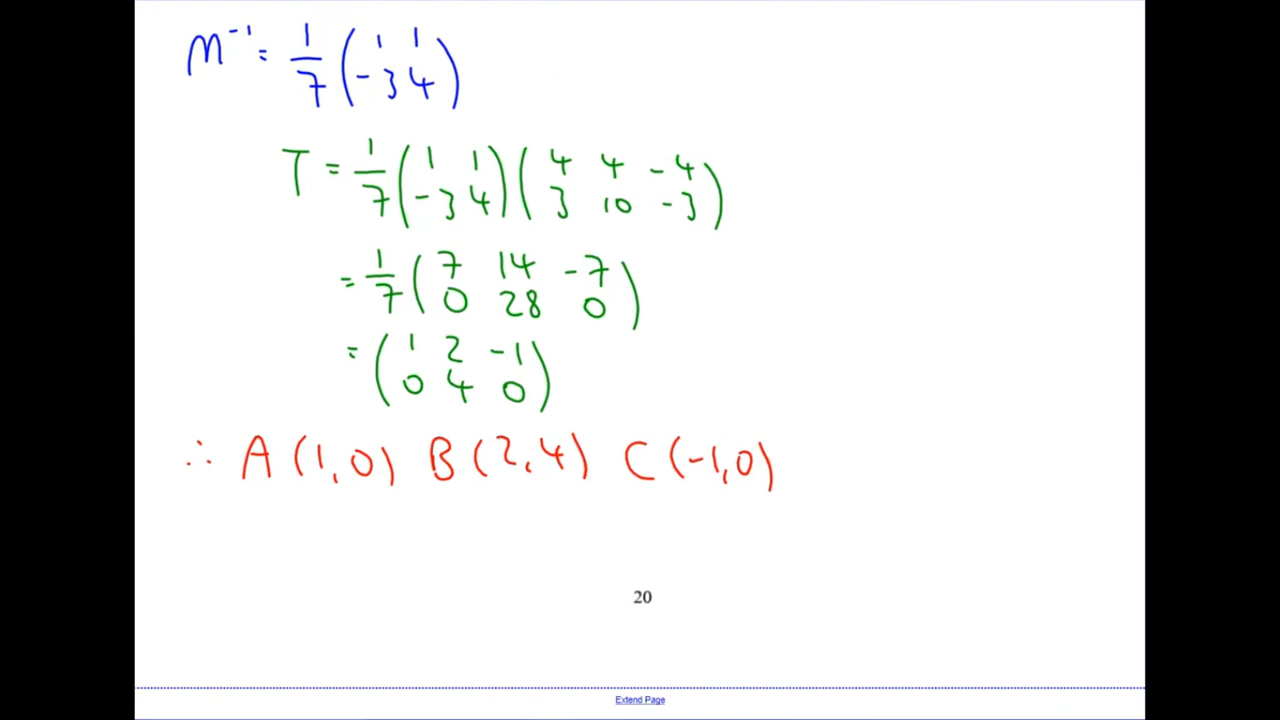 M⁻¹ = 1/7 ( 1 1 ; -3 4 )
T = 1/7 ( 1 1 ; -3 4 ) ( 4 4 -4 ; 3 10 -3 )
= 1/7 ( 7 14 -7 ; 0 28 0 )
= ( 1 2 -1 ; 0 4 0 )
∴ A (1,0) B (2,4) C (-1,0)
20
Extend Page